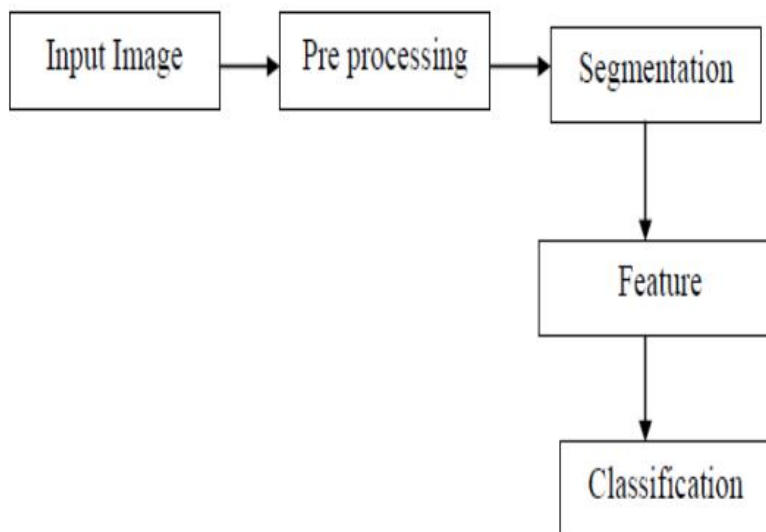 Input Image
Pre processing
Segmentation
Feature
Classification